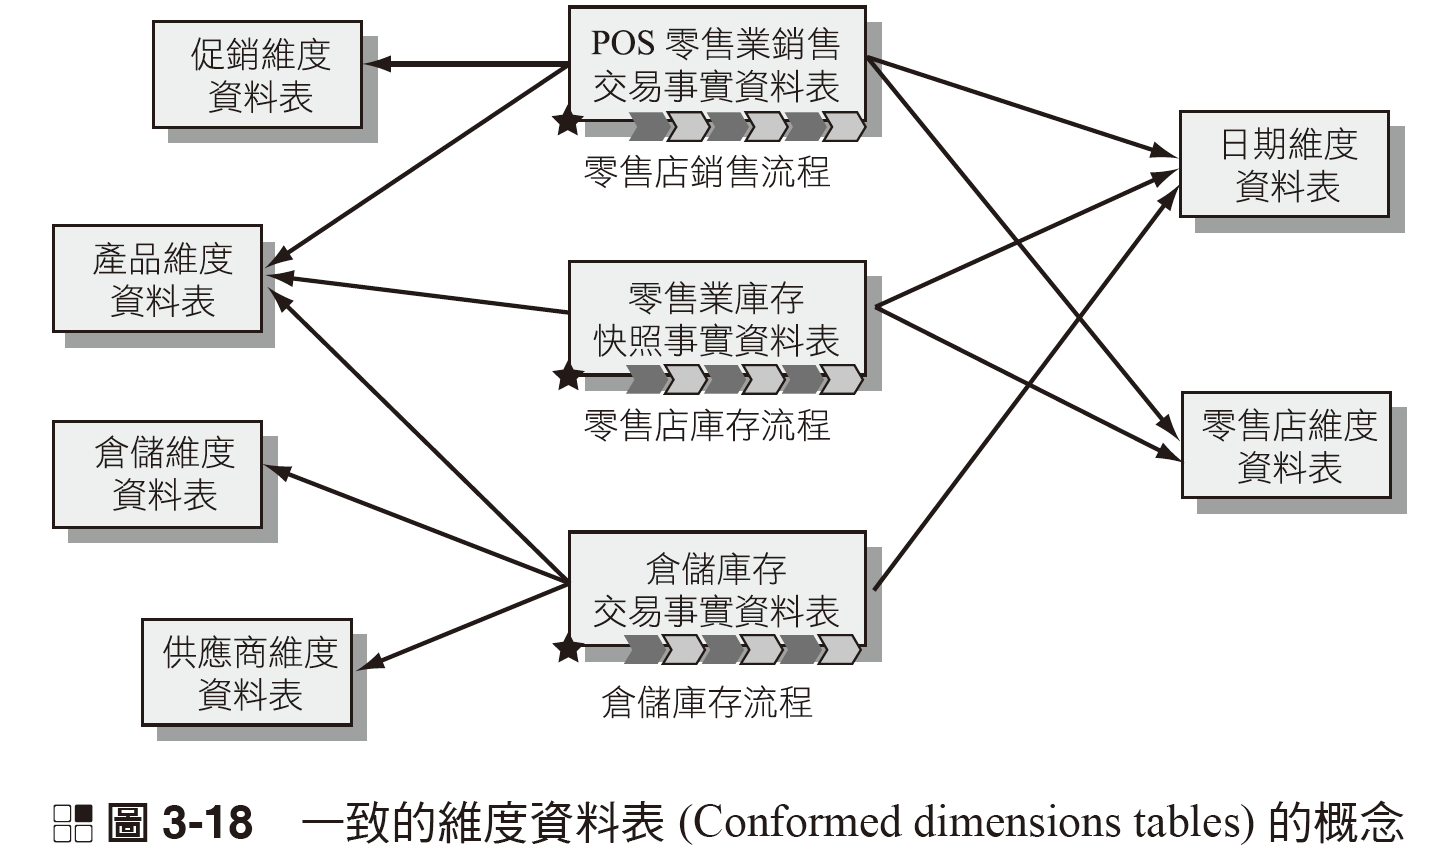 促銷維度
資料表
POS 零售業銷售
交易事實資料表
零售店銷售流程
日期維度
資料表
產品維度
資料表
零售業庫存
快照事實資料表
零售店庫存流程
零售店維度
資料表
倉儲維度
資料表
倉儲庫存
交易事實資料表
倉儲庫存流程
供應商維度
資料表
圖 3-18 一致的維度資料表 (Conformed dimensions tables) 的概念